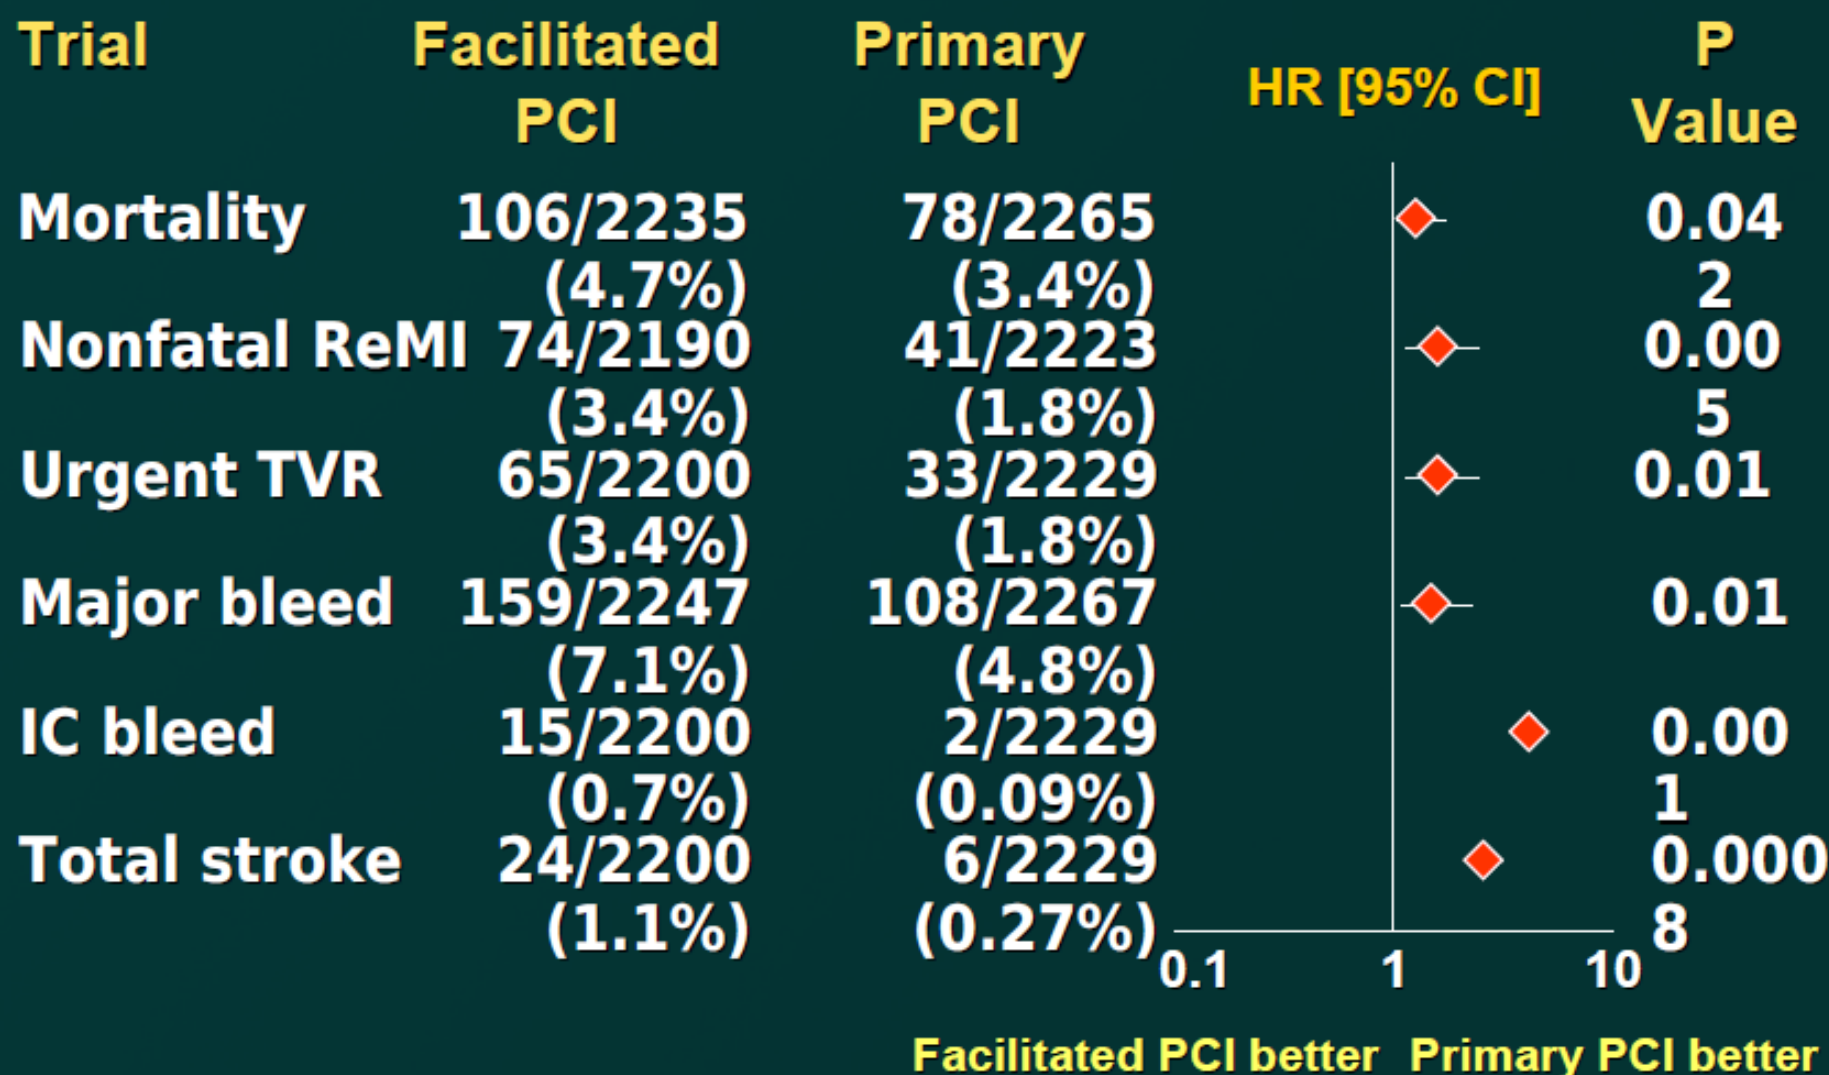 Trial Facilitated PCI Primary PCI HR [95% CI] P Value
Mortality 106/2235 (4.7%) 78/2265 (3.4%) 0.04 2
Nonfatal ReMI 74/2190 (3.4%) 41/2223 (1.8%) 0.00 5
Urgent TVR 65/2200 (3.4%) 33/2229 (1.8%) 0.01
Major bleed 159/2247 (7.1%) 108/2267 (4.8%) 0.01
IC bleed 15/2200 (0.7%) 2/2229 (0.09%) 0.00 1
Total stroke 24/2200 (1.1%) 6/2229 (0.27%) 0.000 8
0.1 1 10
Facilitated PCI better Primary PCI better